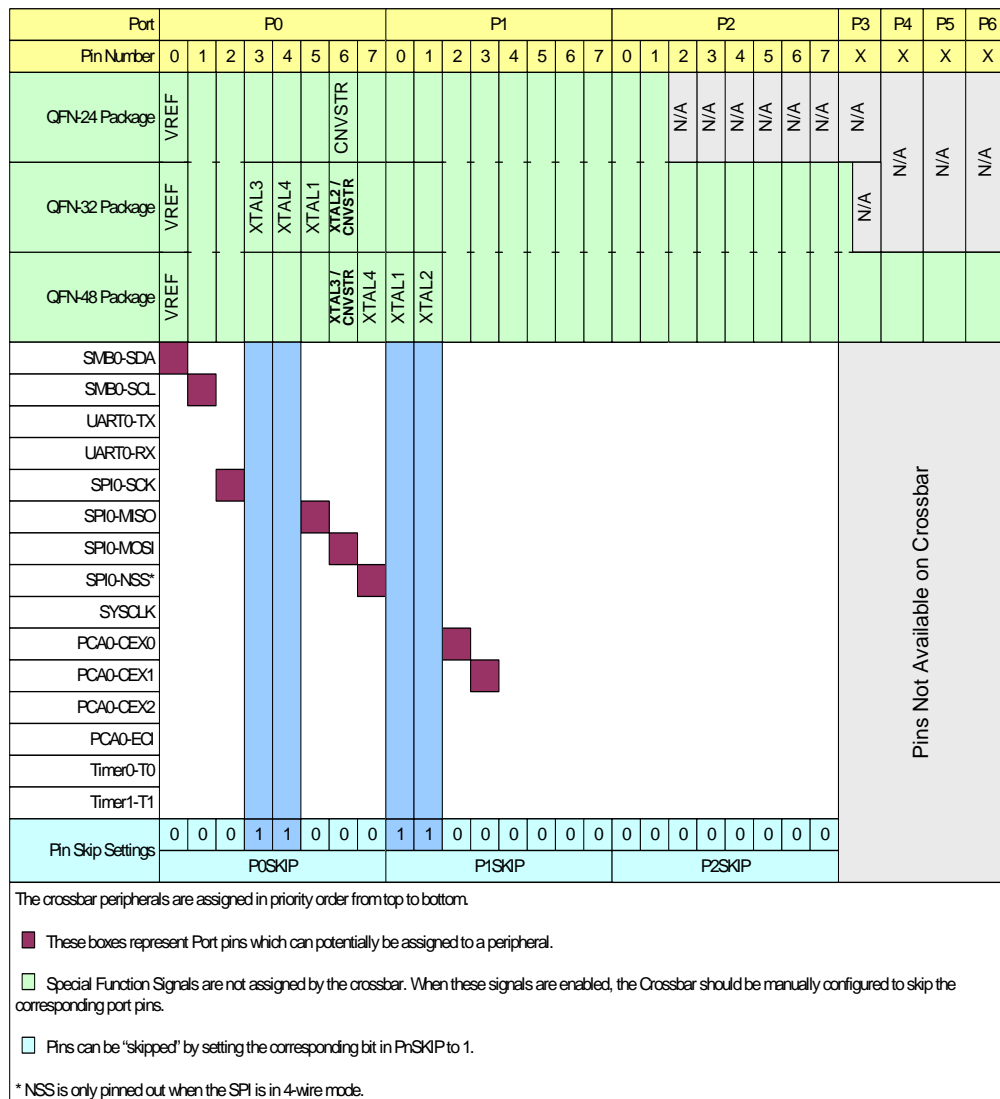 Port P0 P1 P2 P3 P4 P5 P6
Pin Number 0 1 2 3 4 5 6 7 0 1 2 3 4 5 6 7 0 1 2 3 4 5 6 7 X X X X
QFN-24 Package VREF CNVSTR N/A N/A N/A N/A N/A N/A N/A N/A N/A N/A
QFN-32 Package VREF XTAL3 XTAL4 XTAL1 XTAL2 / CNVSTR N/A
QFN-48 Package VREF XTAL3 / CNVSTR XTAL4 XTAL1 XTAL2
SMB0-SDA
SMB0-SCL
UART0-TX
UART0-RX
SPI0-SCK
SPI0-MISO
SPI0-MOSI
SPI0-NSS*
SYSCLK
PCA0-CEX0
PCA0-CEX1
PCA0-CEX2
PCA0-ECI
Timer0-T0
Timer1-T1
Pins Not Available on Crossbar
Pin Skip Settings 0 0 0 1 1 0 0 0 1 1 0 0 0 0 0 0 0 0 0 0 0 0 0 0
P0SKIP P1SKIP P2SKIP
The crossbar peripherals are assigned in priority order from top to bottom.
These boxes represent Port pins which can potentially be assigned to a peripheral.
Special Function Signals are not assigned by the crossbar. When these signals are enabled, the Crossbar should be manually configured to skip the
corresponding port pins.
Pins can be “skipped” by setting the corresponding bit in PnSKIP to 1.
* NSS is only pinned out when the SPI is in 4-wire mode.